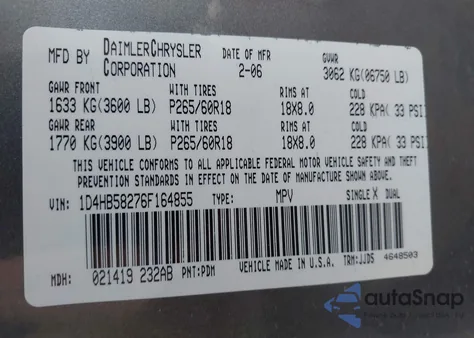 MFD BY DAIMLERCHRYSLER CORPORATION DATE OF MFR 2-06 GVWR 3062 KG(06750 LB)
GAWR FRONT WITH TIRES RIMS AT COLD
1633 KG(3600 LB) P265/60R18 18X8.0 228 KPA( 33 PSI
GAWR REAR WITH TIRES RIMS AT COLD
1770 KG(3900 LB) P265/60R18 18X8.0 228 KPA( 33 PSI
THIS VEHICLE CONFORMS TO ALL APPLICABLE FEDERAL MOTOR VEHICLE SAFETY AND THEFT
PREVENTION STANDARDS IN EFFECT ON THE DATE OF MANUFACTURE SHOWN ABOVE.
VIN: 1D4HB58276F164855 TYPE: MPV SINGLE X DUAL
MDH: 021419 232AB PNT:PDM VEHICLE MADE IN U.S.A. TRM:JJD5 4648503
autoSnap